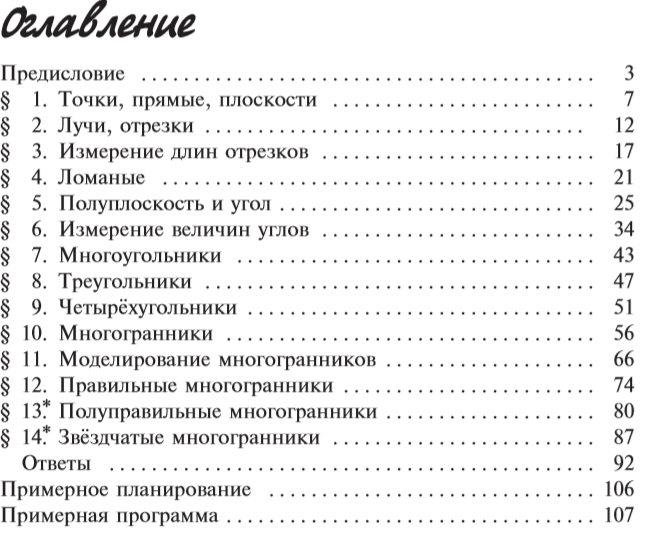 Оглавление
Предисловие ........................................... 3
§ 1. Точки, прямые, плоскости ......................... 7
§ 2. Лучи, отрезки .................................... 12
§ 3. Измерение длин отрезков .......................... 17
§ 4. Ломаные .......................................... 21
§ 5. Полуплоскость и угол ............................. 25
§ 6. Измерение величин углов .......................... 34
§ 7. Многоугольники ................................... 43
§ 8. Треугольники ..................................... 47
§ 9. Четырёхугольники ................................. 51
§ 10. Многогранники ................................... 56
§ 11. Моделирование многогранников .................... 66
§ 12. Правильные многогранники ........................ 74
§ 13.* Полуправильные многогранники ................... 80
§ 14.* Звёздчатые многогранники ....................... 87
Ответы ................................................ 92
Примерное планирование ................................ 106
Примерная программа ................................... 107